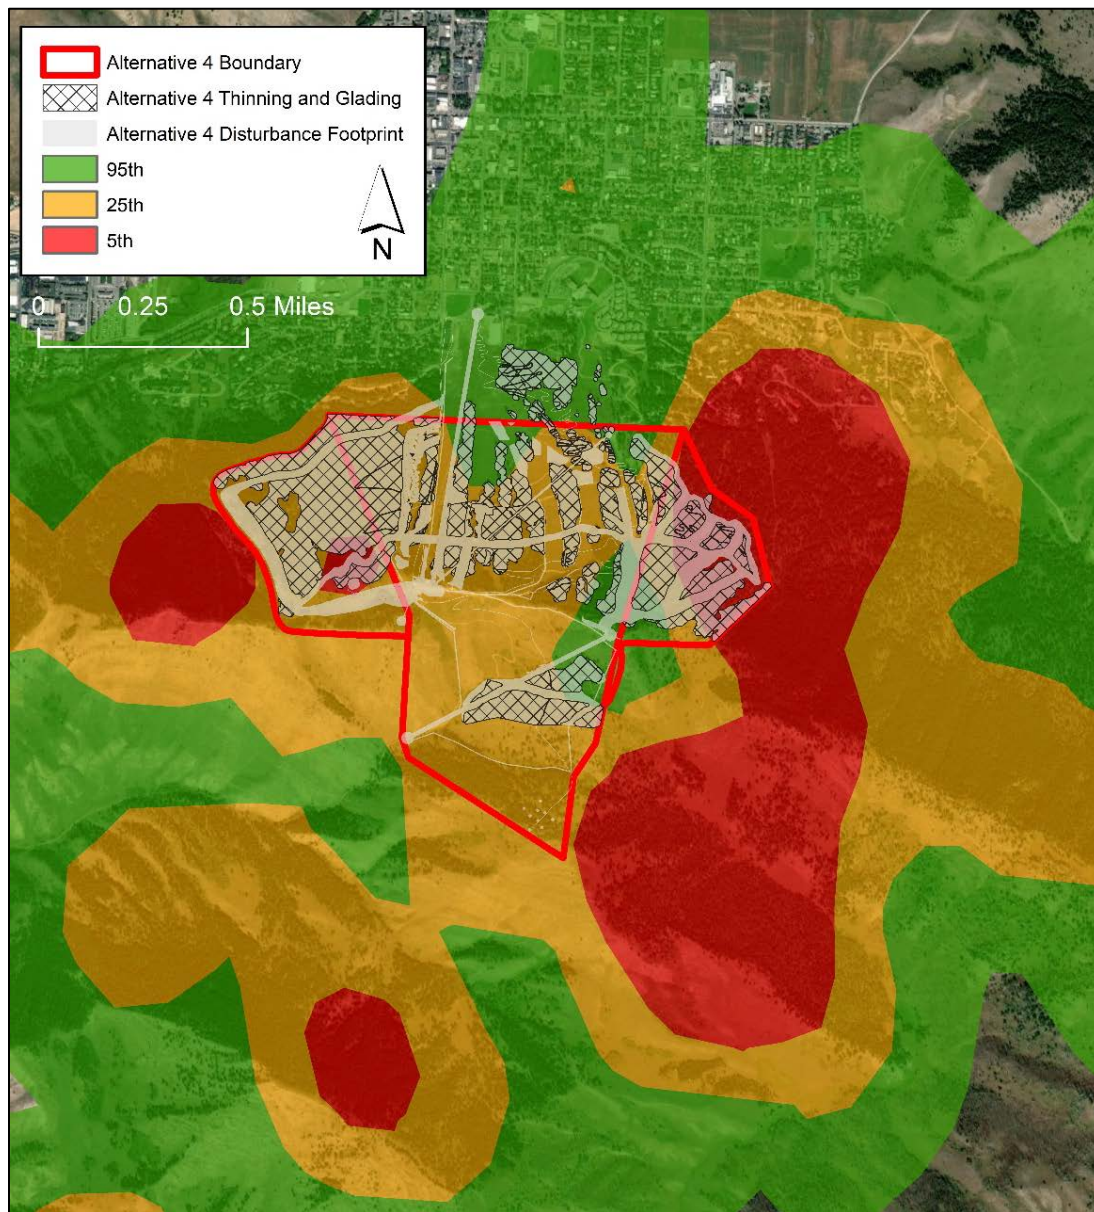 Alternative 4 Boundary
Alternative 4 Thinning and Glading
Alternative 4 Disturbance Footprint
95th
25th
5th
N
0 0.25 0.5 Miles